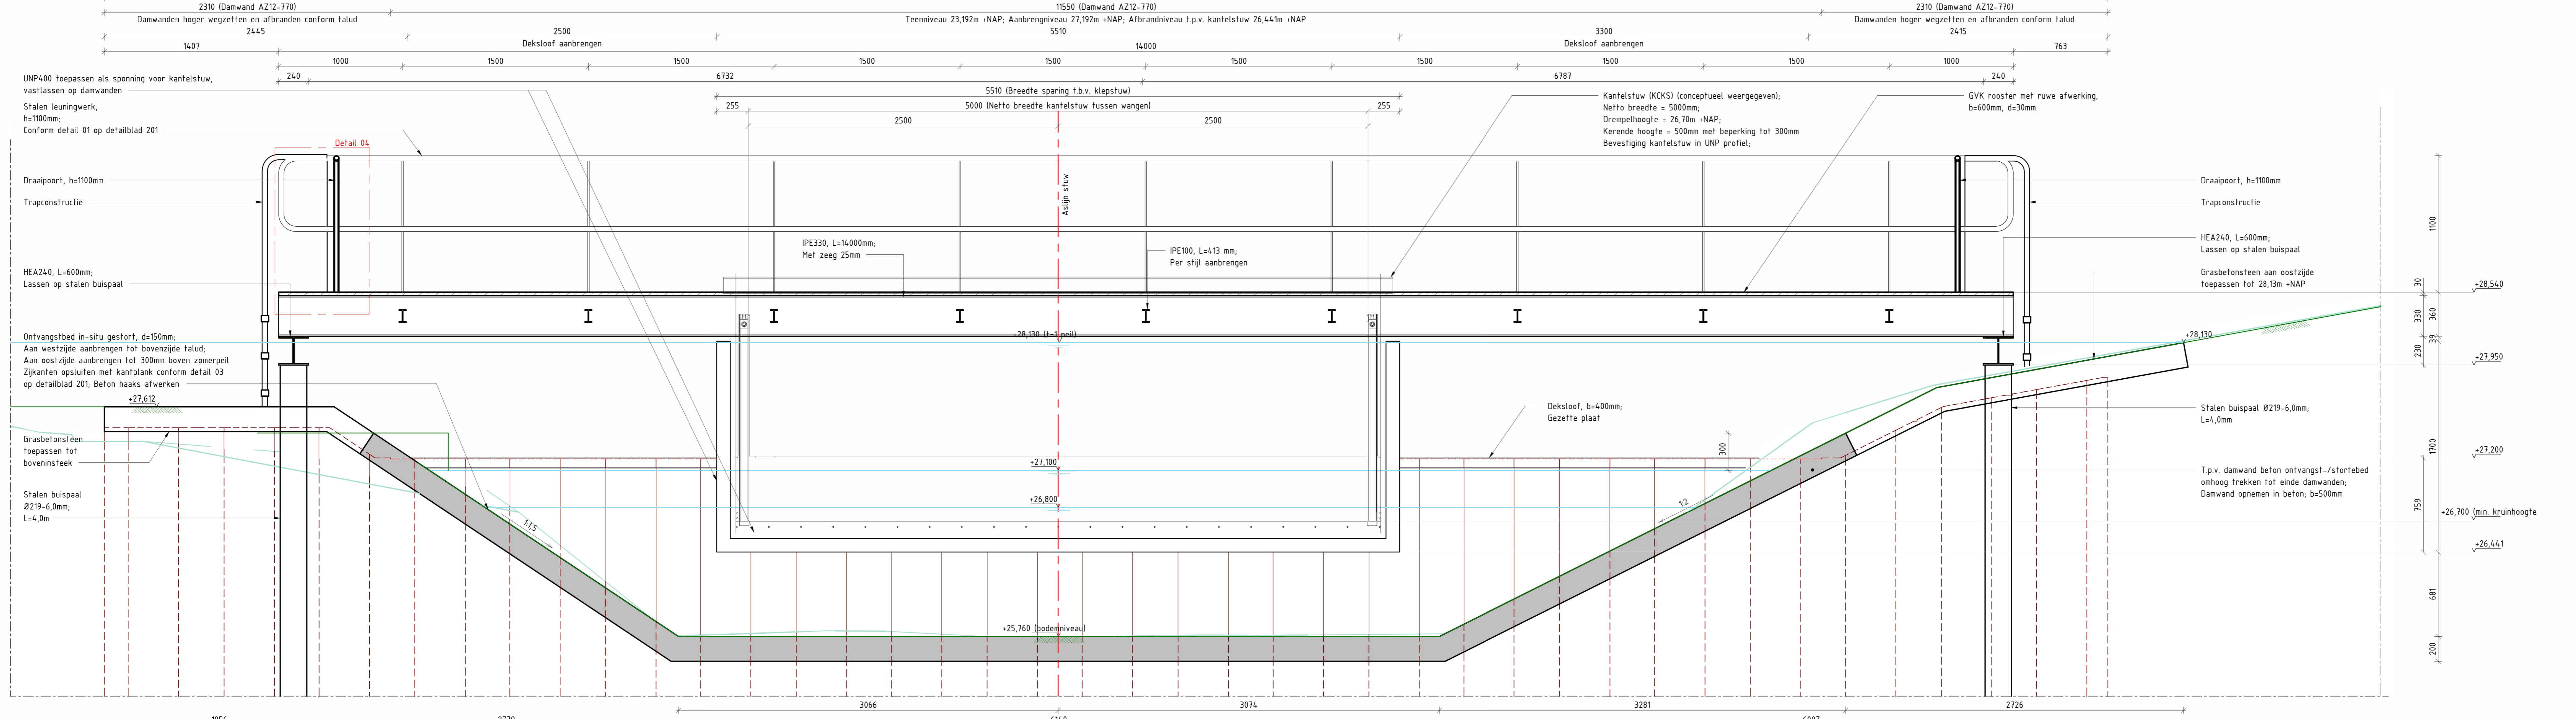 2310 (Damwand AZ12-770)
11550 (Damwand AZ12-770)
2310 (Damwand AZ12-770)
Damwanden hoger wegzetten en afbranden conform talud
Teenniveau 23,192m +NAP; Aanbrengniveau 27,192m +NAP; Afbrandniveau t.p.v. kantelstuw 26,441m +NAP
Damwanden hoger wegzetten en afbranden conform talud
2445
2500
5510
3300
2415
Deksloof aanbrengen
Deksloof aanbrengen
1407
14000
763
1000
1500
1500
1500
1500
1500
1500
1500
1500
1000
240
6732
6787
240
UNP400 toepassen als sponning voor kantelstuw,
vastlassen op damwanden
5510 (Breedte sparing t.b.v. klepstuw)
255
5000 (Netto breedte kantelstuw tussen wangen)
255
2500
2500
Kantelstuw (KCKS) (conceptueel weergegeven);
Netto breedte = 5000mm;
Drempelhoogte = 26,70m +NAP;
Kerende hoogte = 500mm met beperking tot 300mm
Bevestiging kantelstuw in UNP profiel;
GVK rooster met ruwe afwerking,
b=600mm, d=30mm
Stalen leuningwerk,
h=1100mm;
Conform detail 01 op detailblad 201
Detail 04
Draaipoort, h=1100mm
Trapconstructie
Aslijn stuw
Draaipoort, h=1100mm
Trapconstructie
1100
IPE330, L=14000mm;
Met zeeg 25mm
IPE100, L=413 mm;
Per stijl aanbrengen
HEA240, L=600mm;
Lassen op stalen buispaal
HEA240, L=600mm;
Lassen op stalen buispaal
Grasbetonsteen aan oostzijde
toepassen tot 28,13m +NAP
30
+28,540
330
360
+28,130 (t=1 peil)
+28,130
39
230
+27,950
Ontvangstbed in-situ gestort, d=150mm;
Aan westzijde aanbrengen tot bovenzijde talud;
Aan oostzijde aanbrengen tot 300mm boven zomerpeil
Zijkanten opsluiten met kantplank conform detail 03
op detailblad 201; Beton haaks afwerken
+27,612
Deksloof, b=400mm;
Gezette plaat
Stalen buispaal Ø219-6,0mm;
L=4,0mm
Grasbetonsteen
toepassen tot
boveninsteek
300
1700
+27,100
+27,200
T.p.v. damwand beton ontvangst-/stortebed
omhoog trekken tot einde damwanden;
Damwand opnemen in beton; b=500mm
Stalen buispaal
Ø219-6,0mm;
L=4,0m
+26,800
1:1,5
1:2
759
+26,700 (min. kruinhoogte
+26,441
681
+25,760 (bodemniveau)
200
3066
3074
3281
2726